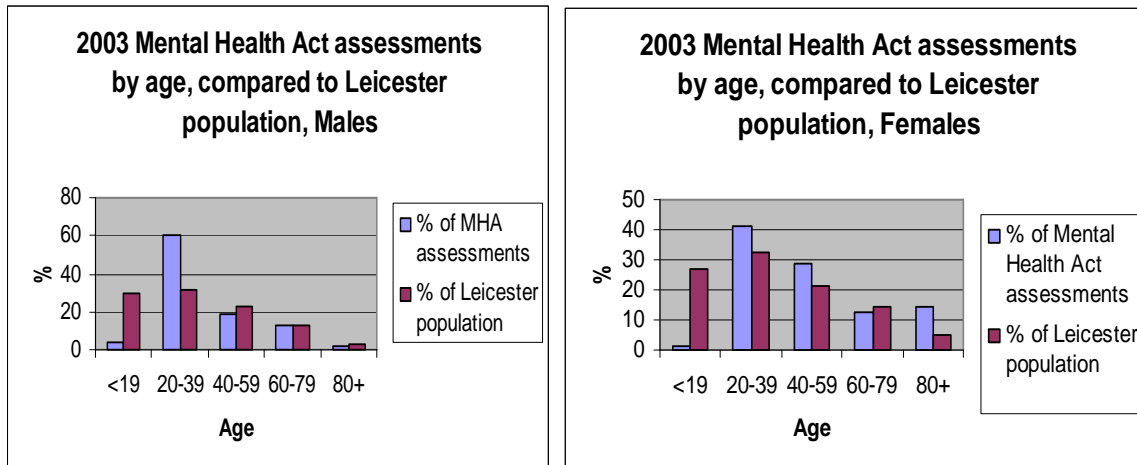 2003 Mental Health Act assessments
by age, compared to Leicester
population, Males
80
60
40
20
0
%
<19 20-39 40-59 60-79 80+
Age
% of MHA
assessments
% of Leicester
population
2003 Mental Health Act assessments
by age, compared to Leicester
population, Females
50
40
30
20
10
0
%
<19 20-39 40-59 60-79 80+
Age
% of Mental
Health Act
assessments
% of Leicester
population